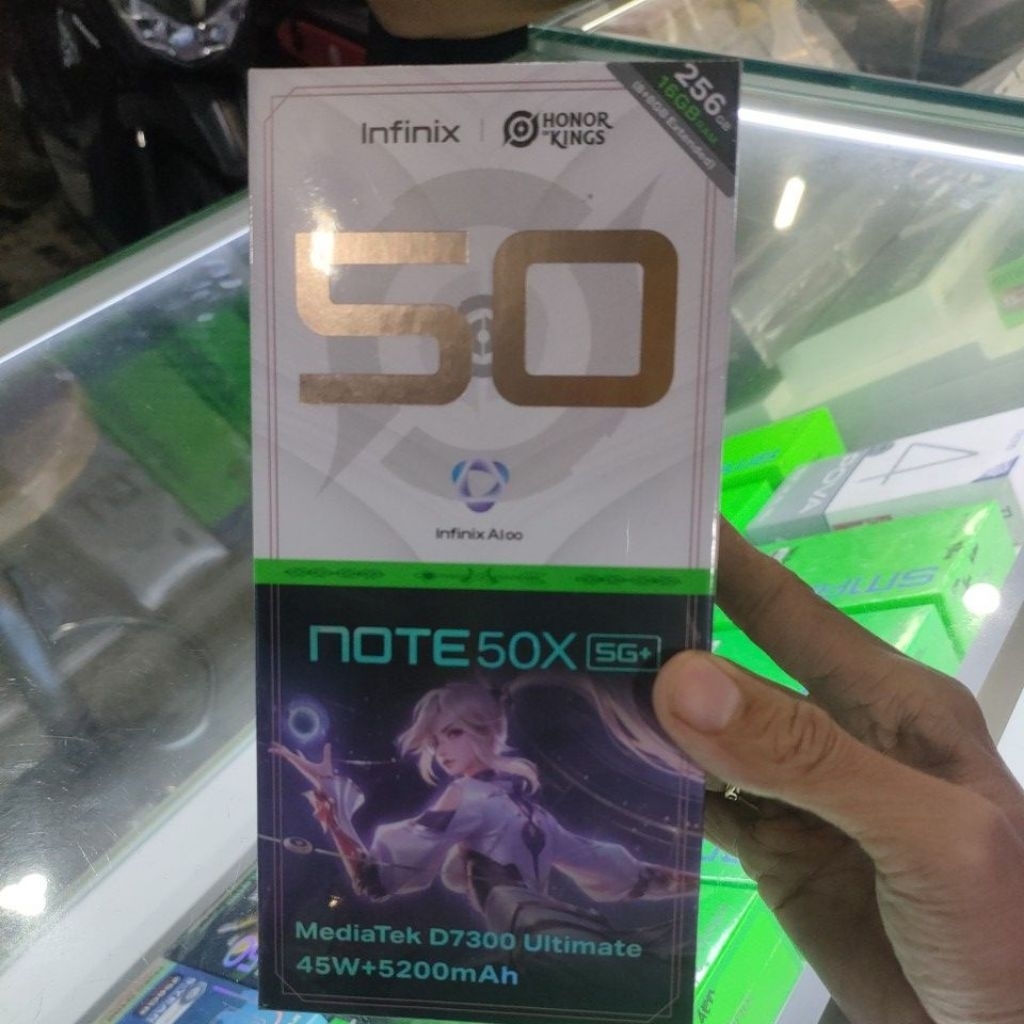 Infinix | HONOR OF KINGS
256GB
16GB RAM
(8+8GB Extended)
50
Infinix AI∞
NOTE 50X 5G+
MediaTek D7300 Ultimate
45W+5200mAh
SMART